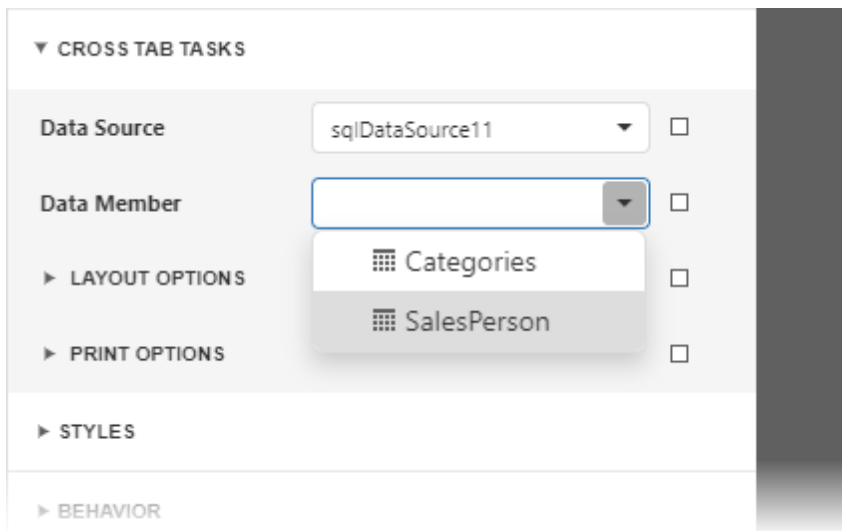 CROSS TAB TASKS
Data Source sqlDataSource11
Data Member
Categories
LAYOUT OPTIONS
SalesPerson
PRINT OPTIONS
STYLES
BEHAVIOR